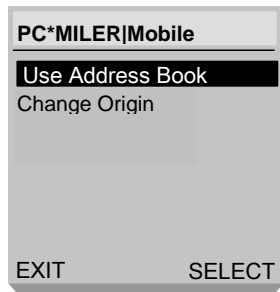 PC*MILER|Mobile
Use Address Book
Change Origin
EXIT SELECT